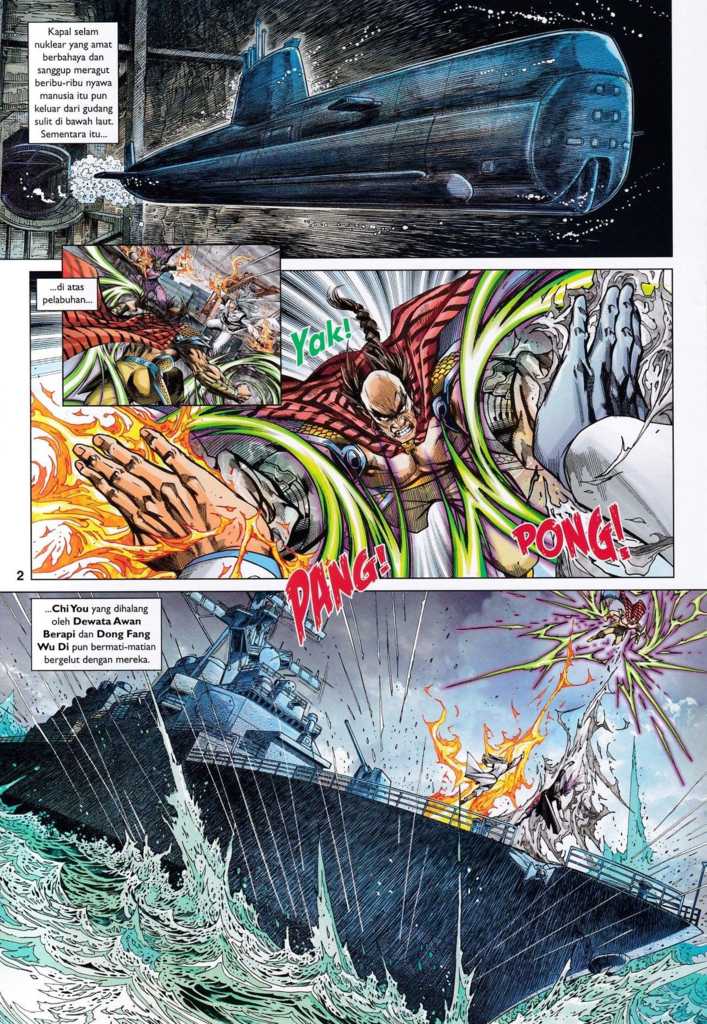 Kapal selam
nuklear yang amat
berbahaya dan
sanggup meragut
beribu-ribu nyawa
manusia itu pun
keluar dari gudang
sulit di bawah laut.
Sementara itu...
...di atas
pelabuhan...
Yak!
PANG!
PONG!
2
...Chi You yang dihalang
oleh Dewata Awan
Berapi dan Dong Fang
Wu Di pun bermati-matian
bergelut dengan mereka.